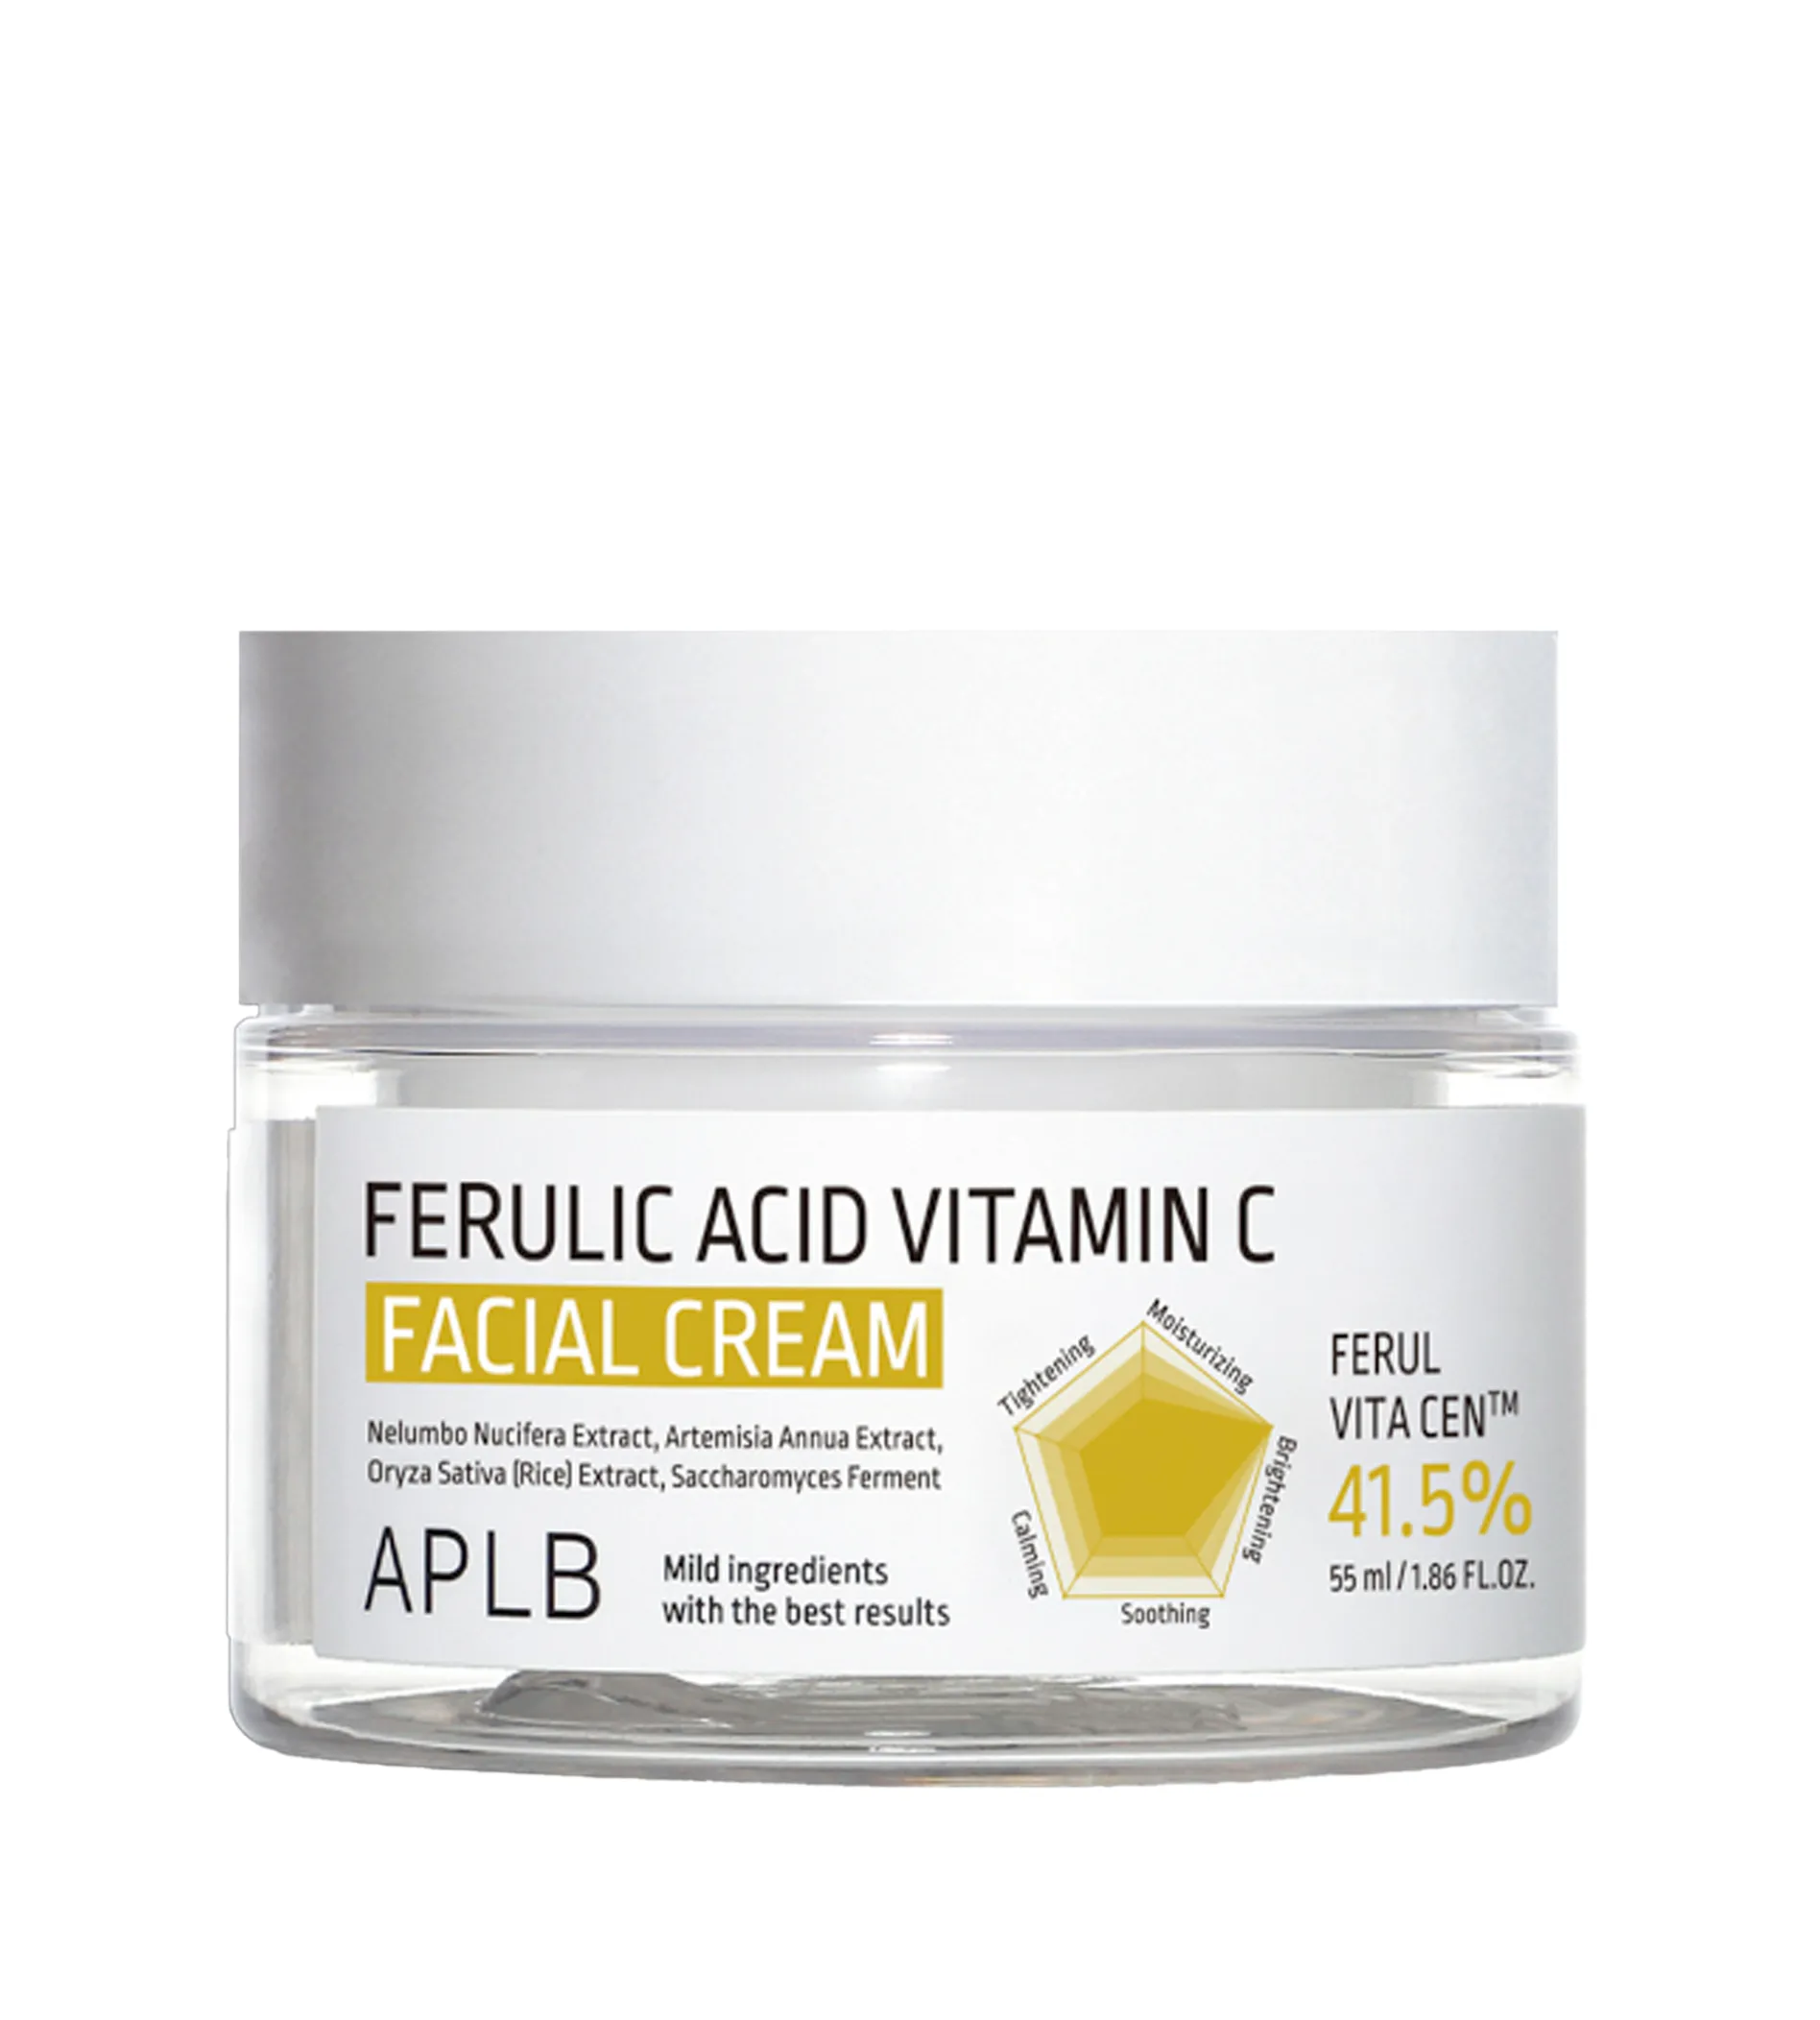 FERULIC ACID VITAMIN C
FACIAL CREAM
Nelumbo Nucifera Extract, Artemisia Annua Extract,
Oryza Sativa (Rice) Extract, Saccharomyces Ferment
APLB
Mild ingredients
with the best results
Moisturizing
Tightening
Brightening
Calming
Soothing
FERUL
VITA CEN™
41.5%
55 ml / 1.86 FL.OZ.